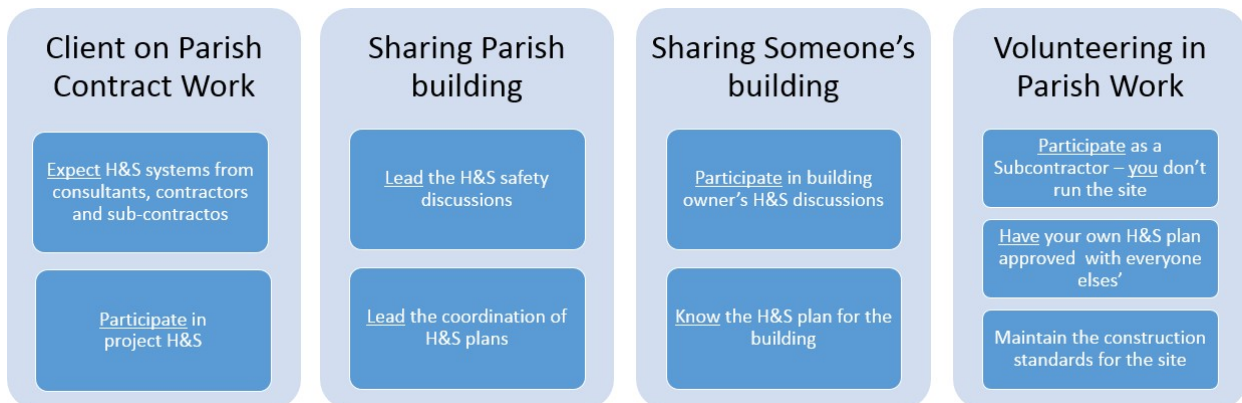 Client on Parish
Contract Work
Expect H&S systems from
consultants, contractors
and sub-contractos
Participate in
project H&S
Sharing Parish
building
Lead the H&S safety
discussions
Lead the coordination of
H&S plans
Sharing Someone's
building
Participate in building
owner's H&S discussions
Know the H&S plan for the
building
Volunteering in
Parish Work
Participate as a
Subcontractor – you don't
run the site
Have your own H&S plan
approved with everyone
elses'
Maintain the construction
standards for the site